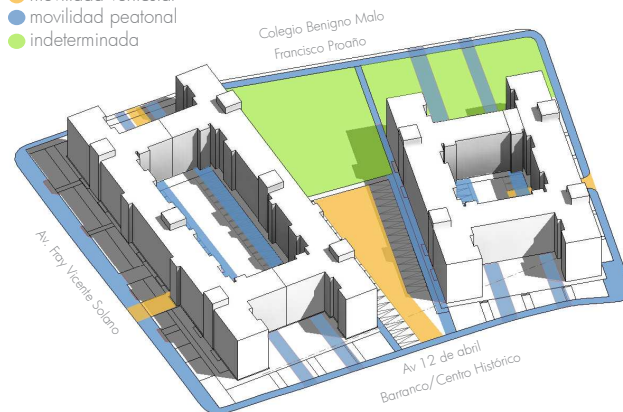 movilidad peatonal
indeterminada
Colegio Benigno Malo
Francisco Proaño
Av. Fray Vicente Solano
Av 12 de abril
Barranco/Centro Histórico